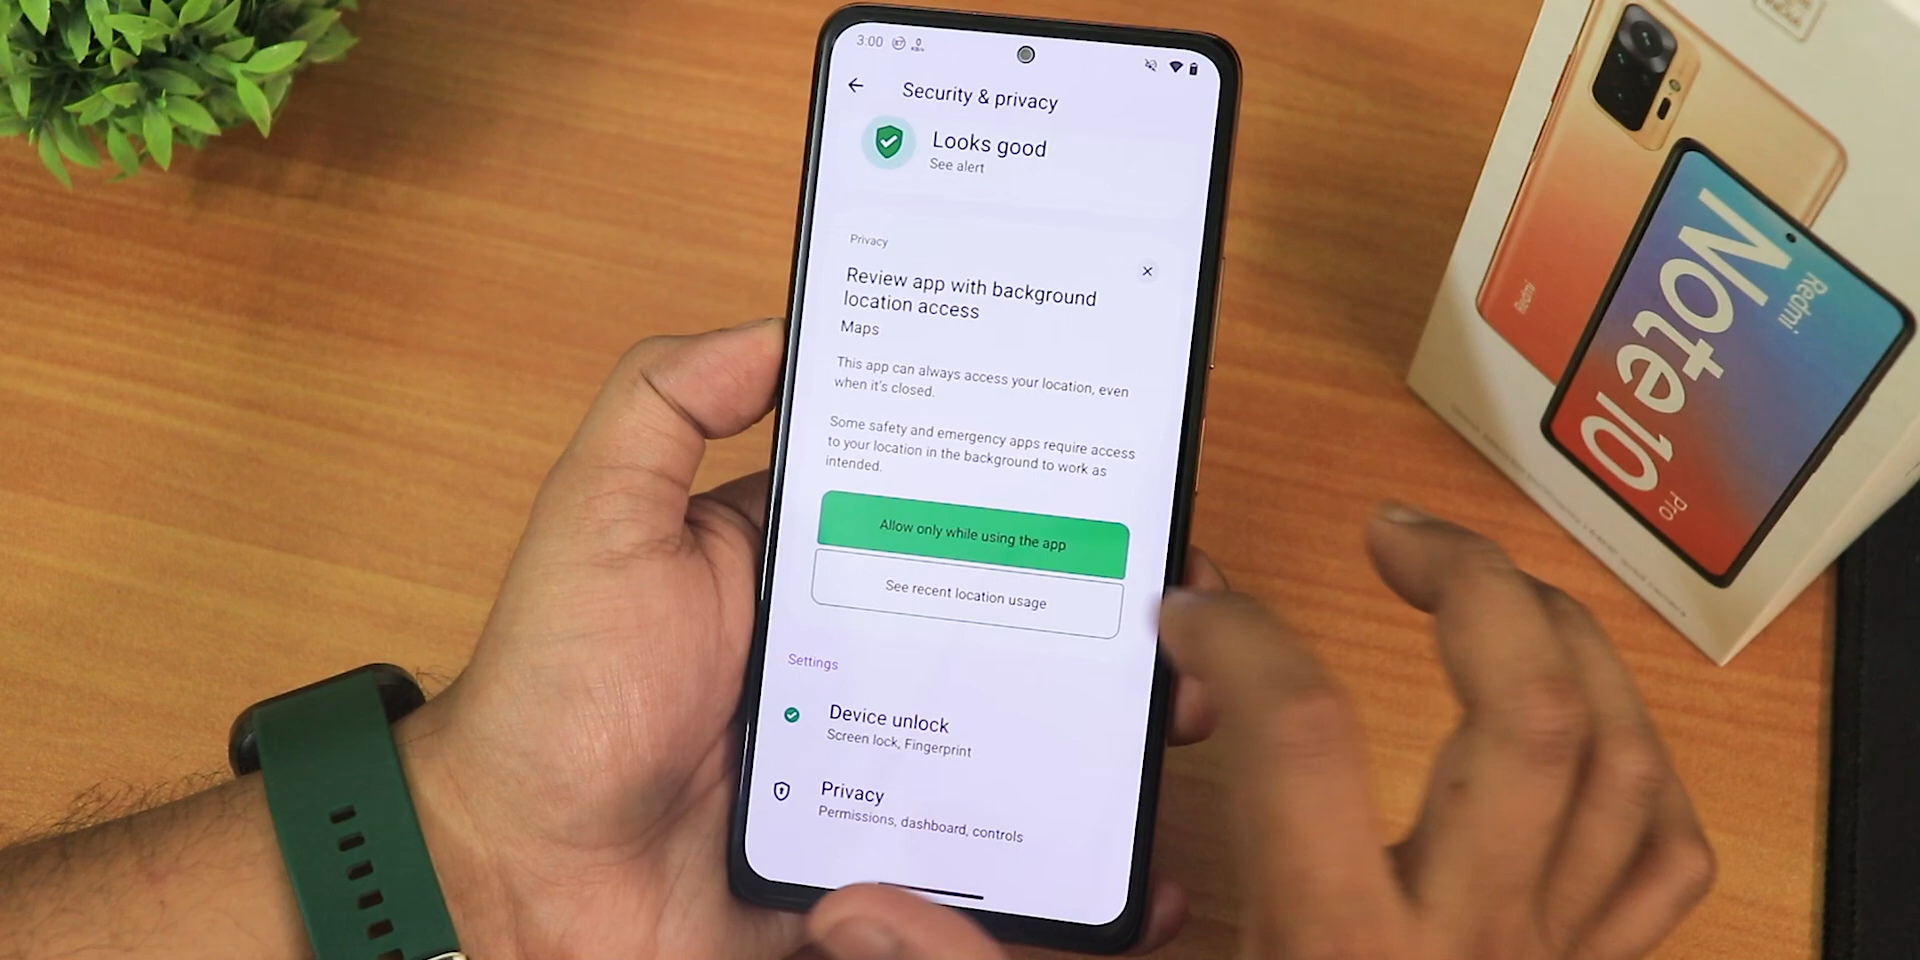 3:00
Security & privacy
Looks good
See alert
Privacy
Review app with background
location access
Maps
This app can always access your location, even
when it's closed.
Some safety and emergency apps require access
to your location in the background to work as
intended.
Allow only while using the app
See recent location usage
Settings
Device unlock
Screen lock, Fingerprint
Privacy
Permissions, dashboard, controls
Redmi
Redmi
Note 10
Pro